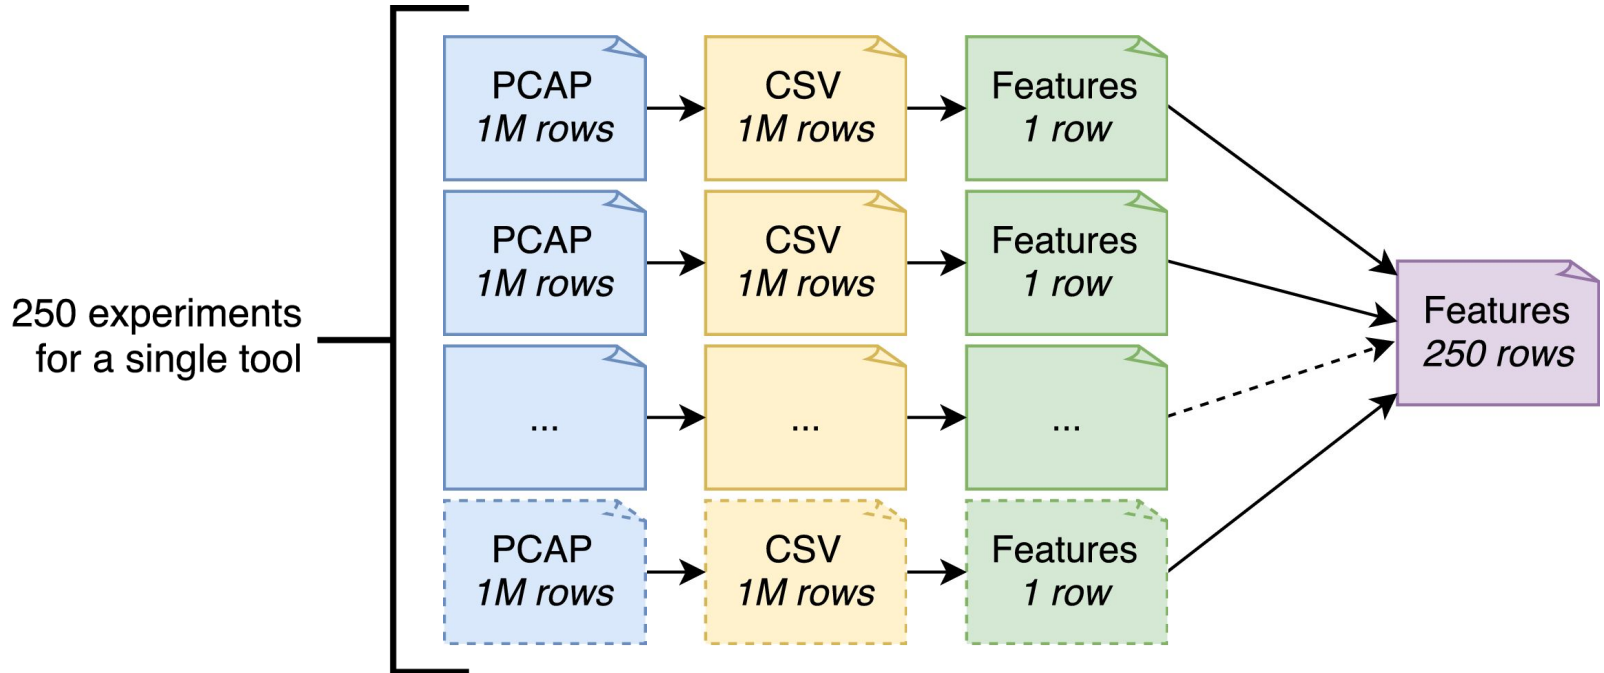 250 experiments
for a single tool
PCAP
1M rows
CSV
1M rows
Features
1 row
PCAP
1M rows
CSV
1M rows
Features
1 row
...
...
...
PCAP
1M rows
CSV
1M rows
Features
1 row
Features
250 rows